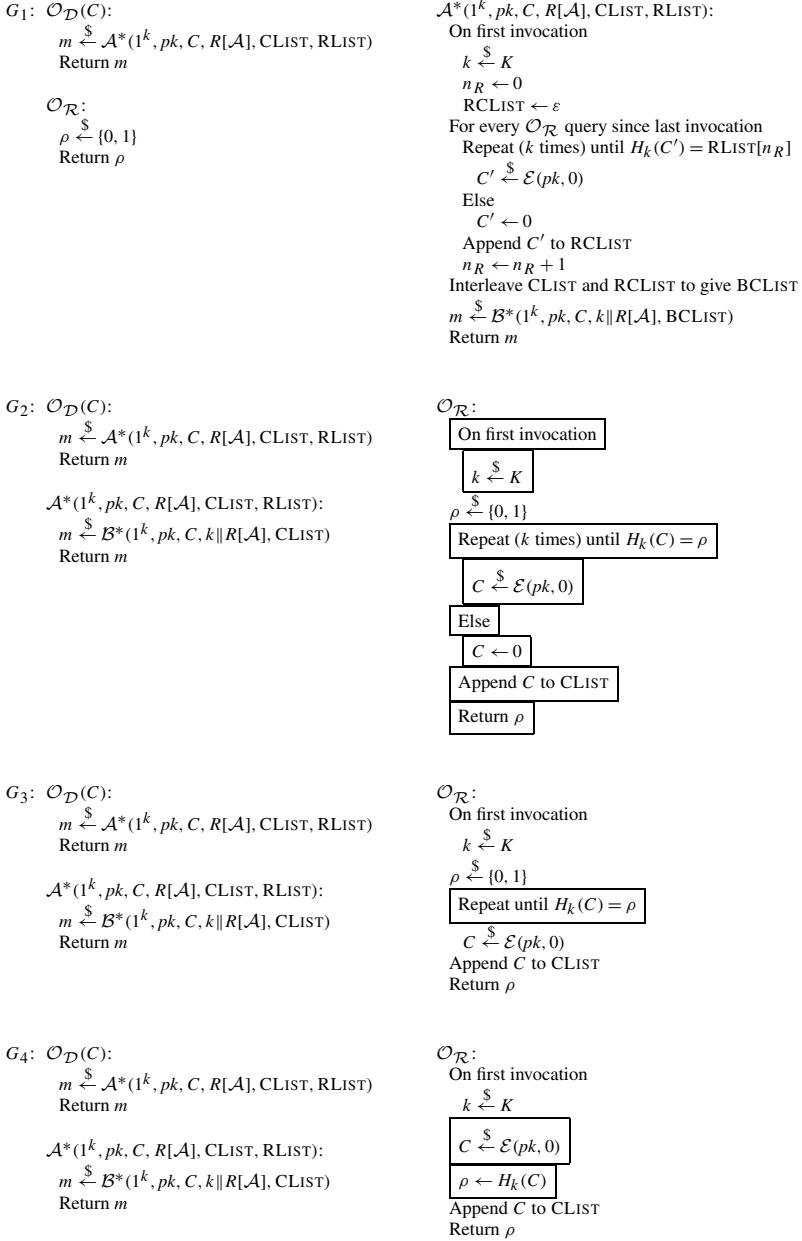 G₁: 𝒪_𝒟:
m ←$ 𝒜*(1^k, pk, C, R[𝒜], CLIST, RLIST)
Return m
𝒪_ℛ:
ρ ←$ {0, 1}
Return ρ
𝒜*(1^k, pk, C, R[𝒜], CLIST, RLIST):
On first invocation
k ←$ K
n_R ← 0
RCLIST ← ε
For every 𝒪_ℛ query since last invocation
Repeat (k times) until H_k(C′) = RLIST[n_R]
C′ ←$ ℰ(pk, 0)
Else
C′ ← 0
Append C′ to RCLIST
n_R ← n_R + 1
Interleave CLIST and RCLIST to give BCLIST
m ←$ ℬ*(1^k, pk, C, k‖R[𝒜], BCLIST)
Return m
G₂: 𝒪_𝒟(C):
m ←$ 𝒜*(1^k, pk, C, R[𝒜], CLIST, RLIST)
Return m
𝒜*(1^k, pk, C, R[𝒜], CLIST, RLIST):
m ←$ ℬ*(1^k, pk, C, k‖R[𝒜], CLIST)
Return m
𝒪_ℛ:
On first invocation
k ←$ K
ρ ←$ {0, 1}
Repeat (k times) until H_k(C) = ρ
C ←$ ℰ(pk, 0)
Else
C ← 0
Append C to CLIST
Return ρ
G₃: 𝒪_𝒟(C):
m ←$ 𝒜*(1^k, pk, C, R[𝒜], CLIST, RLIST)
Return m
𝒜*(1^k, pk, C, R[𝒜], CLIST, RLIST):
m ←$ ℬ*(1^k, pk, C, k‖R[𝒜], CLIST)
Return m
𝒪_ℛ:
On first invocation
k ←$ K
ρ ←$ {0, 1}
Repeat until H_k(C) = ρ
C ←$ ℰ(pk, 0)
Append C to CLIST
Return ρ
G₄: 𝒪_𝒟(C):
m ←$ 𝒜*(1^k, pk, C, R[𝒜], CLIST, RLIST)
Return m
𝒜*(1^k, pk, C, R[𝒜], CLIST, RLIST):
m ←$ ℬ*(1^k, pk, C, k‖R[𝒜], CLIST)
Return m
𝒪_ℛ:
On first invocation
k ←$ K
C ←$ ℰ(pk, 0)
ρ ← H_k(C)
Append C to CLIST
Return ρ